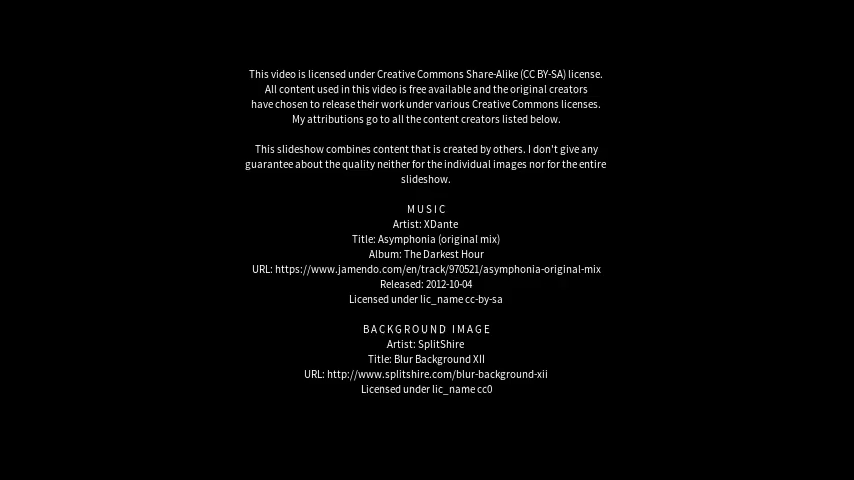 This video is licensed under Creative Commons Share-Alike (CC BY-SA) license.
All content used in this video is free available and the original creators
have chosen to release their work under various Creative Commons licenses.
My attributions go to all the content creators listed below.
This slideshow combines content that is created by others. I don't give any
guarantee about the quality neither for the individual images nor for the entire
slideshow.
MUSIC
Artist: XDante
Title: Asymphonia (original mix)
Album: The Darkest Hour
URL: https://www.jamendo.com/en/track/970521/asymphonia-original-mix
Released: 2012-10-04
Licensed under lic_name cc-by-sa
BACKGROUND IMAGE
Artist: SplitShire
Title: Blur Background XII
URL: http://www.splitshire.com/blur-background-xii
Licensed under lic_name cc0